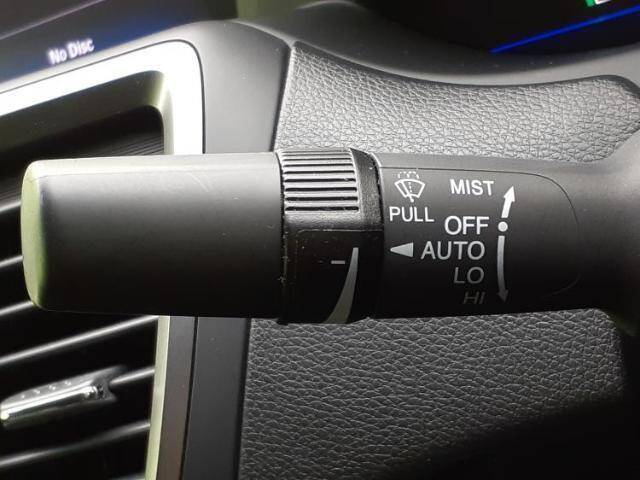 No Disc
MIST
PULL
OFF
AUTO
LO
HI